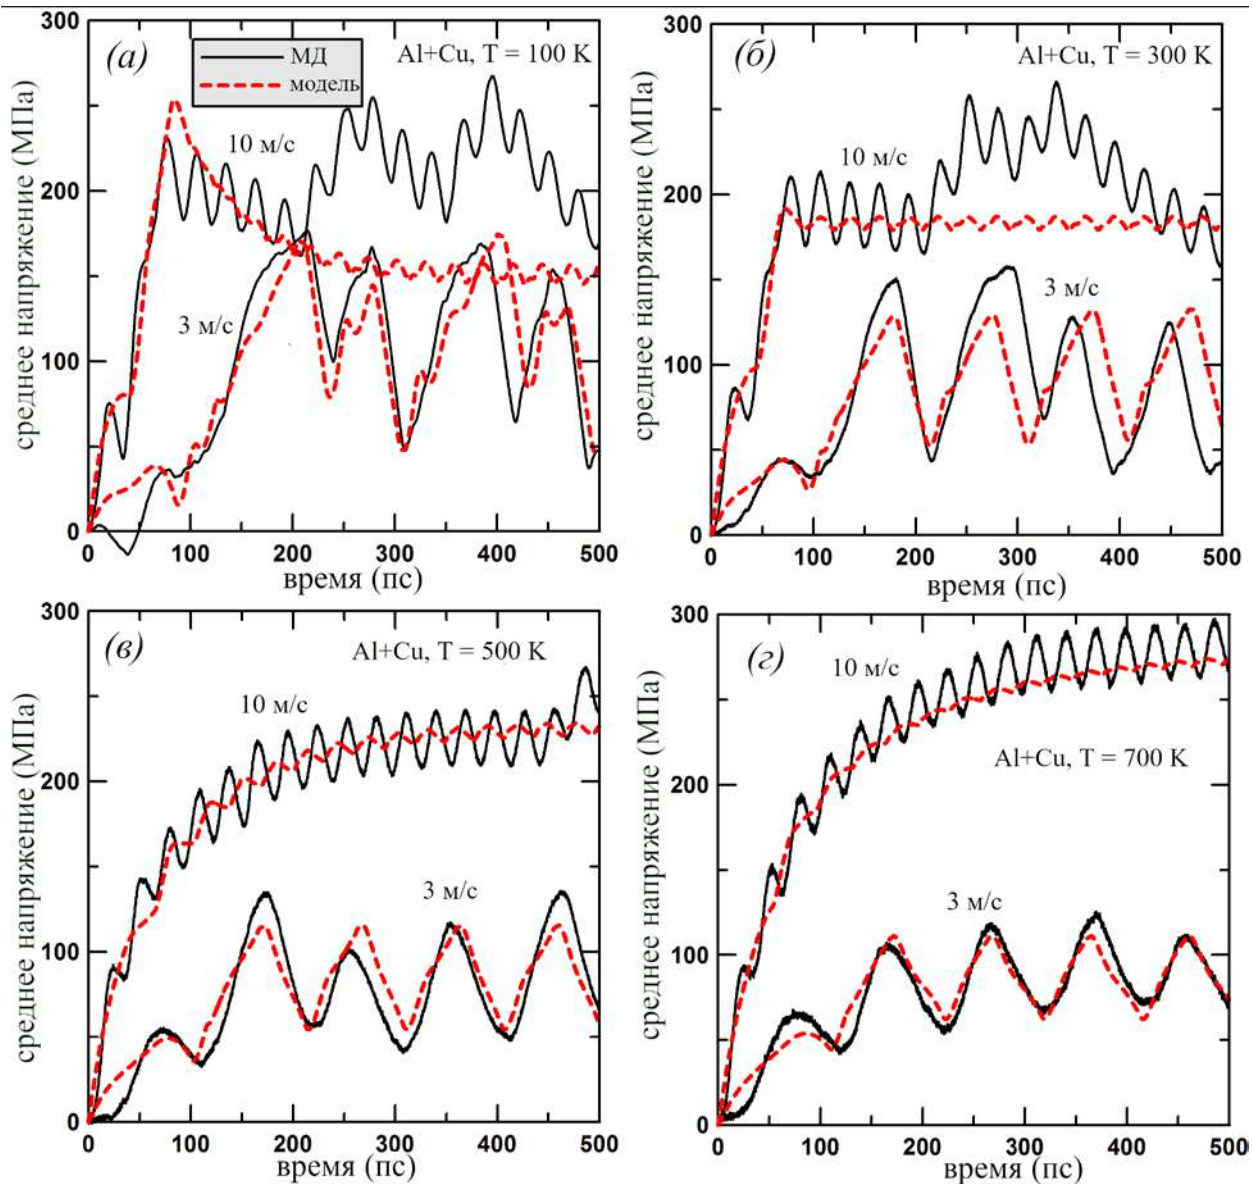 (а)
МД
модель
Al+Cu, T = 100 K
10 м/с
3 м/с
среднее напряжение (МПа)
300
200
100
0
0 100 200 300 400 500
время (пс)
(б)
Al+Cu, T = 300 K
10 м/с
3 м/с
среднее напряжение (МПа)
300
200
100
0
0 100 200 300 400 500
время (пс)
(в)
Al+Cu, T = 500 K
10 м/с
3 м/с
среднее напряжение (МПа)
300
200
100
0
0 100 200 300 400 500
время (пс)
(г)
10 м/с
Al+Cu, T = 700 K
3 м/с
среднее напряжение (МПа)
300
200
100
0
0 100 200 300 400 500
время (пс)